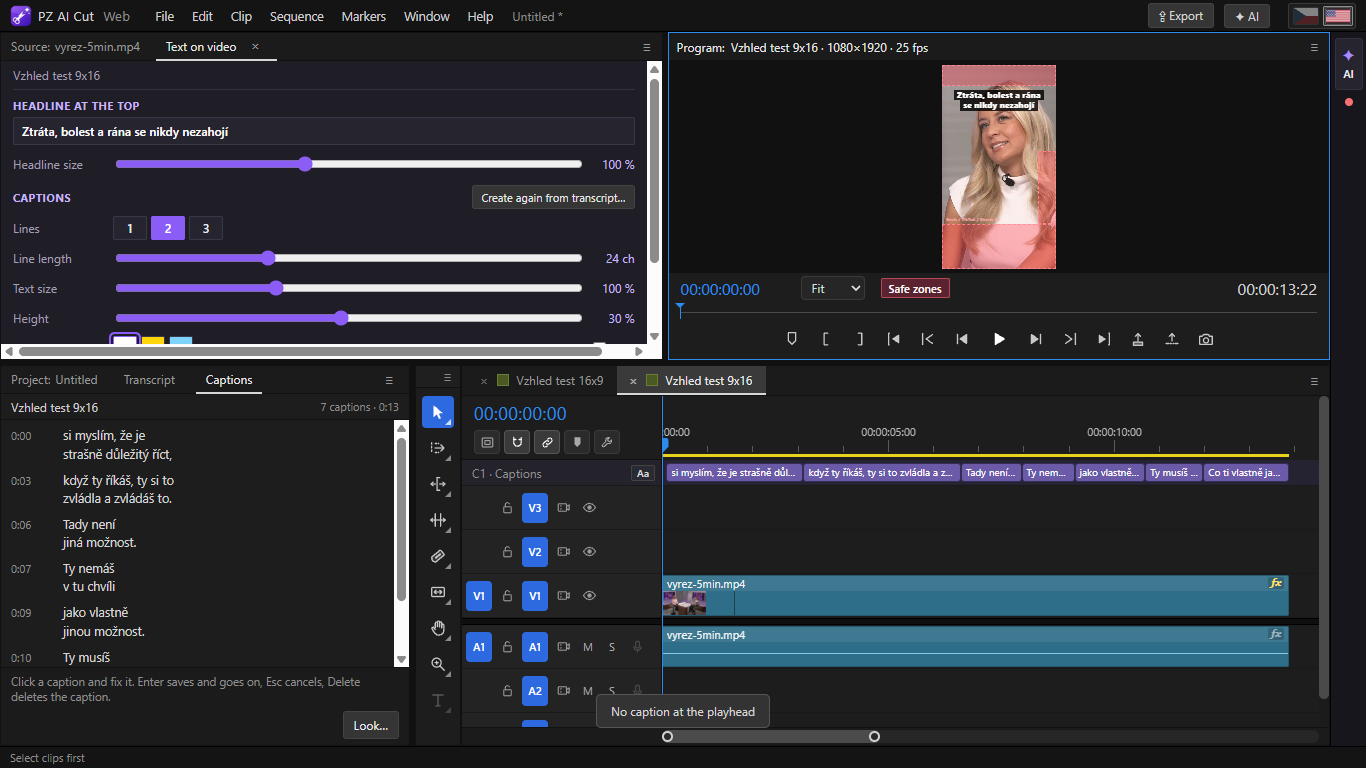 PZ AI Cut Web File Edit Clip Sequence Markers Window Help Untitled * Export AI
Source: vyrez-5min.mp4 Text on video ×
Vzhled test 9x16
HEADLINE AT THE TOP
Ztráta, bolest a rána se nikdy nezahojí
Headline size 100 %
CAPTIONS Create again from transcript...
Lines 1 2 3
Line length 24 ch
Text size 100 %
Height 30 %
Program: Vzhled test 9x16 · 1080×1920 · 25 fps
Ztráta, bolest a rána
se nikdy nezahojí
00:00:00:00 Fit Safe zones 00:00:13:22
AI
Project: Untitled Transcript Captions
Vzhled test 9x16 7 captions · 0:13
0:00 si myslím, že je
strašně důležitý říct,
0:03 když ty říkáš, ty si to
zvládla a zvládáš to.
0:06 Tady není
jiná možnost.
0:07 Ty nemáš
v tu chvíli
0:09 jako vlastně
jinou možnost.
0:10 Ty musíš
Click a caption and fix it. Enter saves and goes on, Esc cancels, Delete
deletes the caption.
Look...
× Vzhled test 16x9 × Vzhled test 9x16
00:00:00:00
:00:00 00:00:05:00 00:00:10:00
C1 · Captions Aa si myslím, že je strašně důl... když ty říkáš, ty si to zvládla a z... Tady není... Ty nem... jako vlastně... Ty musíš ... Co ti vlastně ja...
V3
V2
V1 V1 vyrez-5min.mp4 fx
A1 A1 M S vyrez-5min.mp4 fx
A2 M S
No caption at the playhead
Select clips first